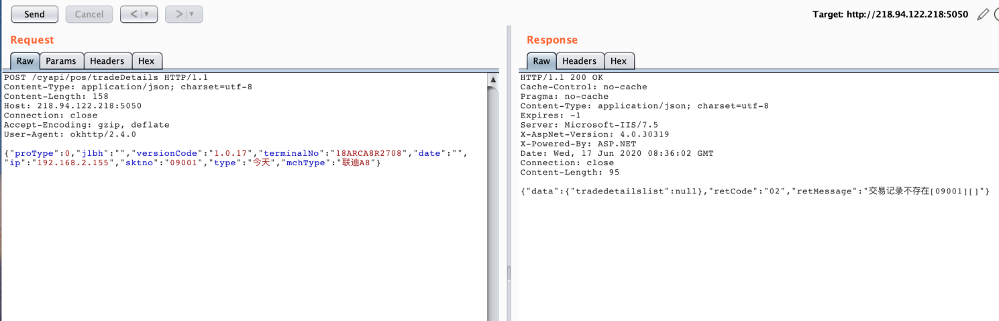 Send Cancel < > Target: http://218.94.122.218:5050
Request
Raw Params Headers Hex
POST /cyapi/pos/tradeDetails HTTP/1.1
Content-Type: application/json; charset=utf-8
Content-Length: 158
Host: 218.94.122.218:5050
Connection: close
Accept-Encoding: gzip, deflate
User-Agent: okhttp/2.4.0
{"proType":0,"jlbh":"","versionCode":"1.0.17","terminalNo":"18ARCA8R2708","date":"",
"ip":"192.168.2.155","sktno":"09001","type":"今天","mchType":"联迪A8"}
Response
Raw Headers Hex
HTTP/1.1 200 OK
Cache-Control: no-cache
Pragma: no-cache
Content-Type: application/json; charset=utf-8
Expires: -1
Server: Microsoft-IIS/7.5
X-AspNet-Version: 4.0.30319
X-Powered-By: ASP.NET
Date: Wed, 17 Jun 2020 08:36:02 GMT
Connection: close
Content-Length: 95
{"data":{"tradedetailslist":null},"retCode":"02","retMessage":"交易记录不存在[09001][]"}